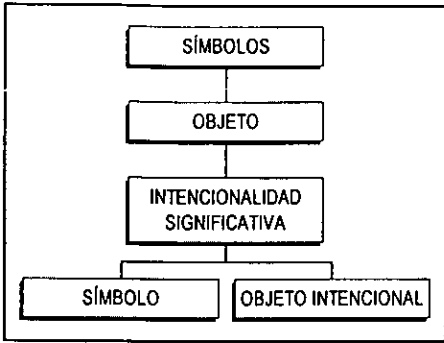 SÍMBOLOS
OBJETO
INTENCIONALIDAD
SIGNIFICATIVA
SÍMBOLO
OBJETO INTENCIONAL